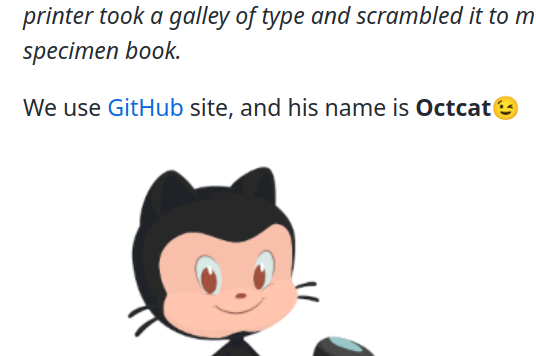 printer took a galley of type and scrambled it to m
specimen book.
We use GitHub site, and his name is Octcat😉